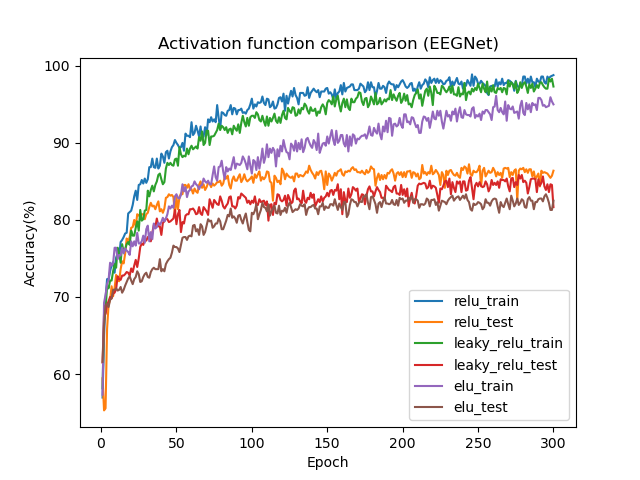 Activation function comparison (EEGNet)
Accuracy(%)
100
90
80
70
60
0 50 100 150 200 250 300
Epoch
relu_train
relu_test
leaky_relu_train
leaky_relu_test
elu_train
elu_test